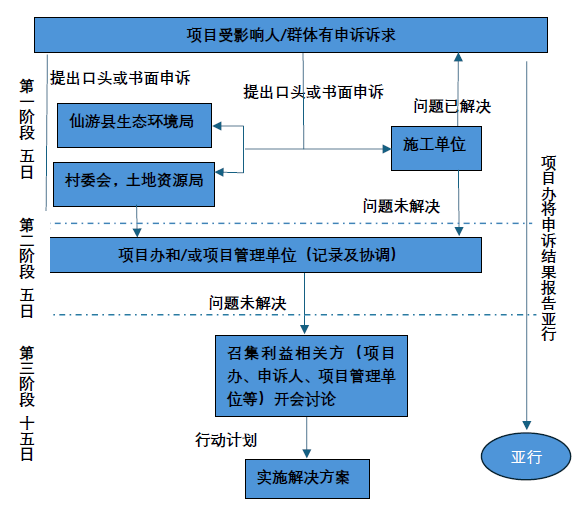 项目受影响人/群体有申诉诉求
第一阶段 五日
提出口头或书面申诉
提出口头或书面申诉
问题已解决
仙游县生态环境局
施工单位
村委会，土地资源局
问题未解决
第二阶段 五日
项目办和/或项目管理单位（记录及协调）
问题未解决
第三阶段 十五日
召集利益相关方（项目
办、申诉人、项目管理单
位等）开会讨论
行动计划
实施解决方案
项目办将申诉结果报告亚行
亚行